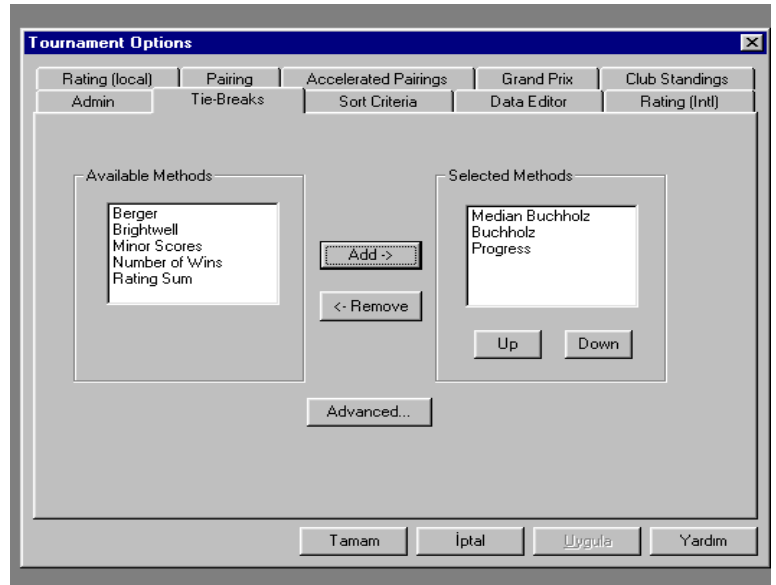 Tournament Options
Rating (local) Pairing Accelerated Pairings Grand Prix Club Standings
Admin Tie-Breaks Sort Criteria Data Editor Rating (Intl)
Available Methods
Berger
Brightwell
Minor Scores
Number of Wins
Rating Sum
Add ->
<- Remove
Selected Methods
Median Buchholz
Buchholz
Progress
Up Down
Advanced...
Tamam İptal Uygula Yardım